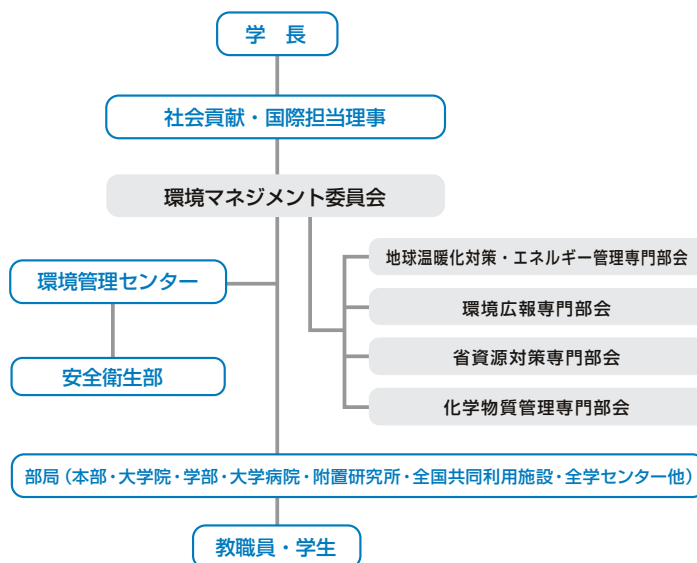 学 長
社会貢献・国際担当理事
環境マネジメント委員会
地球温暖化対策・エネルギー管理専門部会
環境管理センター
環境広報専門部会
省資源対策専門部会
安全衛生部
化学物質管理専門部会
部局(本部・大学院・学部・大学病院・附置研究所・全国共同利用施設・全学センター他)
教職員・学生